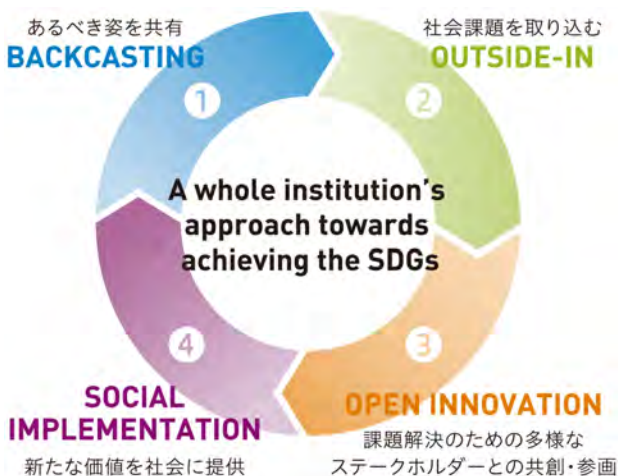 あるべき姿を共有
BACKCASTING
1
社会課題を取り込む
OUTSIDE-IN
2
A whole institution's
approach towards
achieving the SDGs
3
OPEN INNOVATION
課題解決のための多様な
ステークホルダーとの共創・参画
4
SOCIAL
IMPLEMENTATION
新たな価値を社会に提供